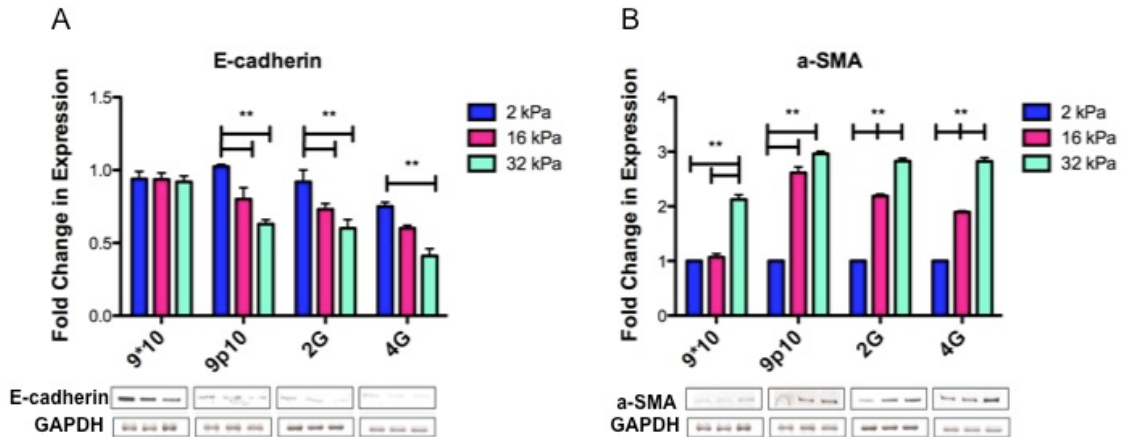 A
E-cadherin
Fold Change in Expression
1.5
1.0
0.5
0.0
**
**
**
2 kPa
16 kPa
32 kPa
9*10
9p10
2G
4G
E-cadherin
GAPDH
B
a-SMA
Fold Change in Expression
4
3
2
1
0
**
**
**
**
2 kPa
16 kPa
32 kPa
9*10
9p10
2G
4G
a-SMA
GAPDH